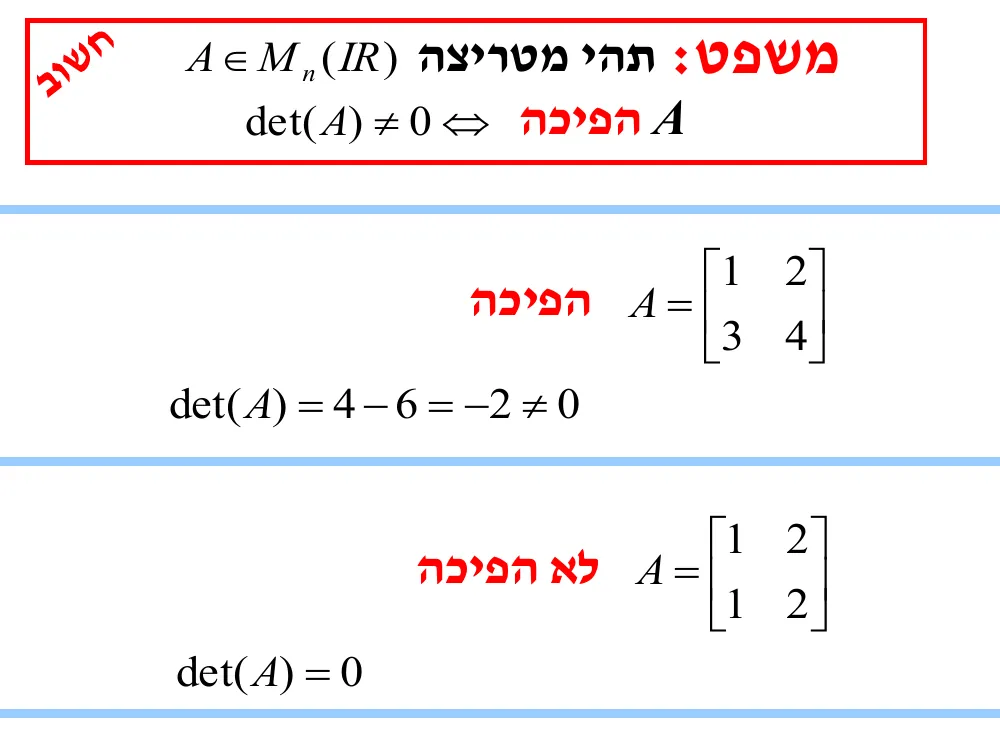 חשוב
משפט: תהי מטריצה A ∈ M_n(IR)
A הפיכה ⇔ det(A) ≠ 0
A = [1 2
3 4] הפיכה
det(A) = 4 − 6 = −2 ≠ 0
A = [1 2
1 2] לא הפיכה
det(A) = 0